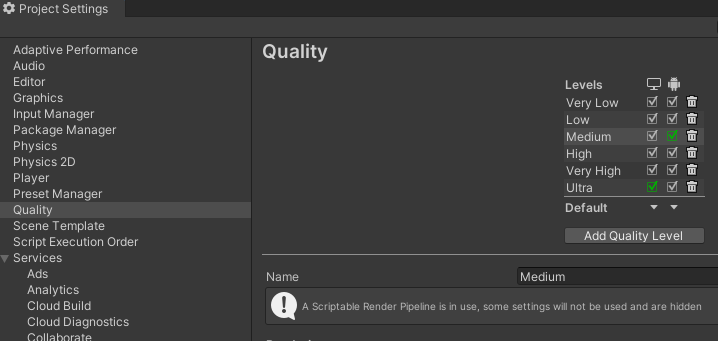 Project Settings
Adaptive Performance
Audio
Editor
Graphics
Input Manager
Package Manager
Physics
Physics 2D
Player
Preset Manager
Quality
Scene Template
Script Execution Order
Services
Ads
Analytics
Cloud Build
Cloud Diagnostics
Collaborate
Quality
Levels
Very Low
Low
Medium
High
Very High
Ultra
Default
Add Quality Level
Name Medium
A Scriptable Render Pipeline is in use, some settings will not be used and are hidden